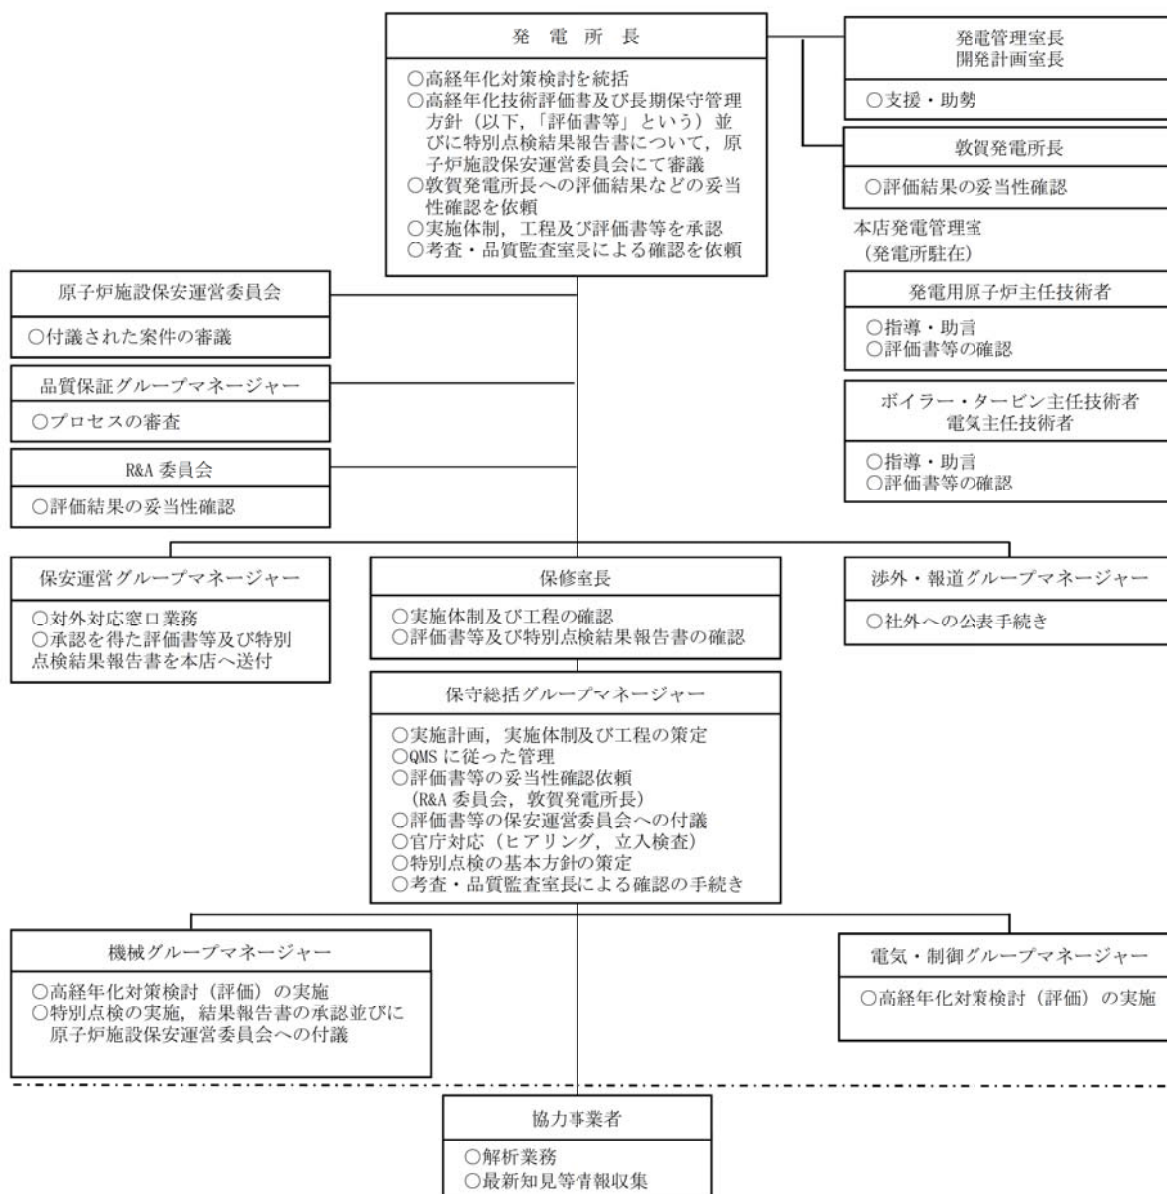 発 電 所 長
○高経年化対策検討を統括
○高経年化技術評価書及び長期保守管理
方針（以下，「評価書等」という）並
びに特別点検結果報告書について，原
子炉施設保安運営委員会にて審議
○敦賀発電所長への評価結果などの妥当
性確認を依頼
○実施体制，工程及び評価書等を承認
○考査・品質監査室長による確認を依頼
発電管理室長
開発計画室長
○支援・助勢
敦賀発電所長
○評価結果の妥当性確認
本店発電管理室
（発電所駐在）
発電用原子炉主任技術者
○指導・助言
○評価書等の確認
ボイラー・タービン主任技術者
電気主任技術者
○指導・助言
○評価書等の確認
原子炉施設保安運営委員会
○付議された案件の審議
品質保証グループマネージャー
○プロセスの審査
R&A 委員会
○評価結果の妥当性確認
保安運営グループマネージャー
○対外対応窓口業務
○承認を得た評価書等及び特別
点検結果報告書を本店へ送付
保修室長
○実施体制及び工程の確認
○評価書等及び特別点検結果報告書の確認
渉外・報道グループマネージャー
○社外への公表手続き
保守総括グループマネージャー
○実施計画，実施体制及び工程の策定
○QMS に従った管理
○評価書等の妥当性確認依頼
（R&A 委員会，敦賀発電所長）
○評価書等の保安運営委員会への付議
○官庁対応（ヒアリング，立入検査）
○特別点検の基本方針の策定
○考査・品質監査室長による確認の手続き
機械グループマネージャー
○高経年化対策検討（評価）の実施
○特別点検の実施，結果報告書の承認並びに
原子炉施設保安運営委員会への付議
電気・制御グループマネージャー
○高経年化対策検討（評価）の実施
協力事業者
○解析業務
○最新知見等情報収集